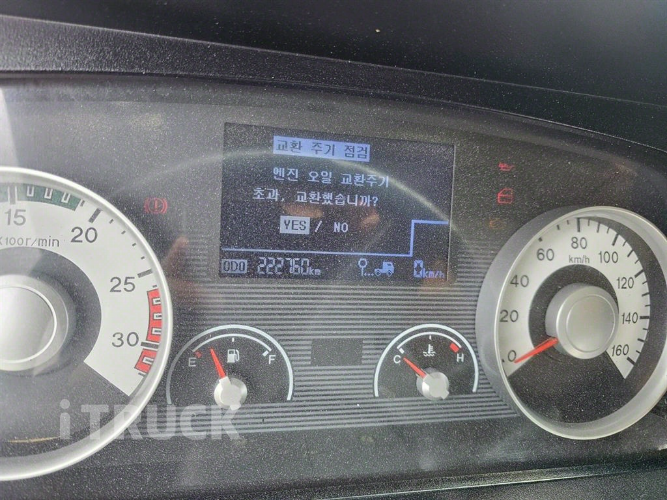 교환 주기 점검
엔진 오일 교환주기
초과, 교환했습니까?
YES / NO
ODO 222760km
0km/h
15
20
25
30
X100r/min
E
F
C
H
0
20
40
60
80
100
120
140
160
km/h
iTRUCK